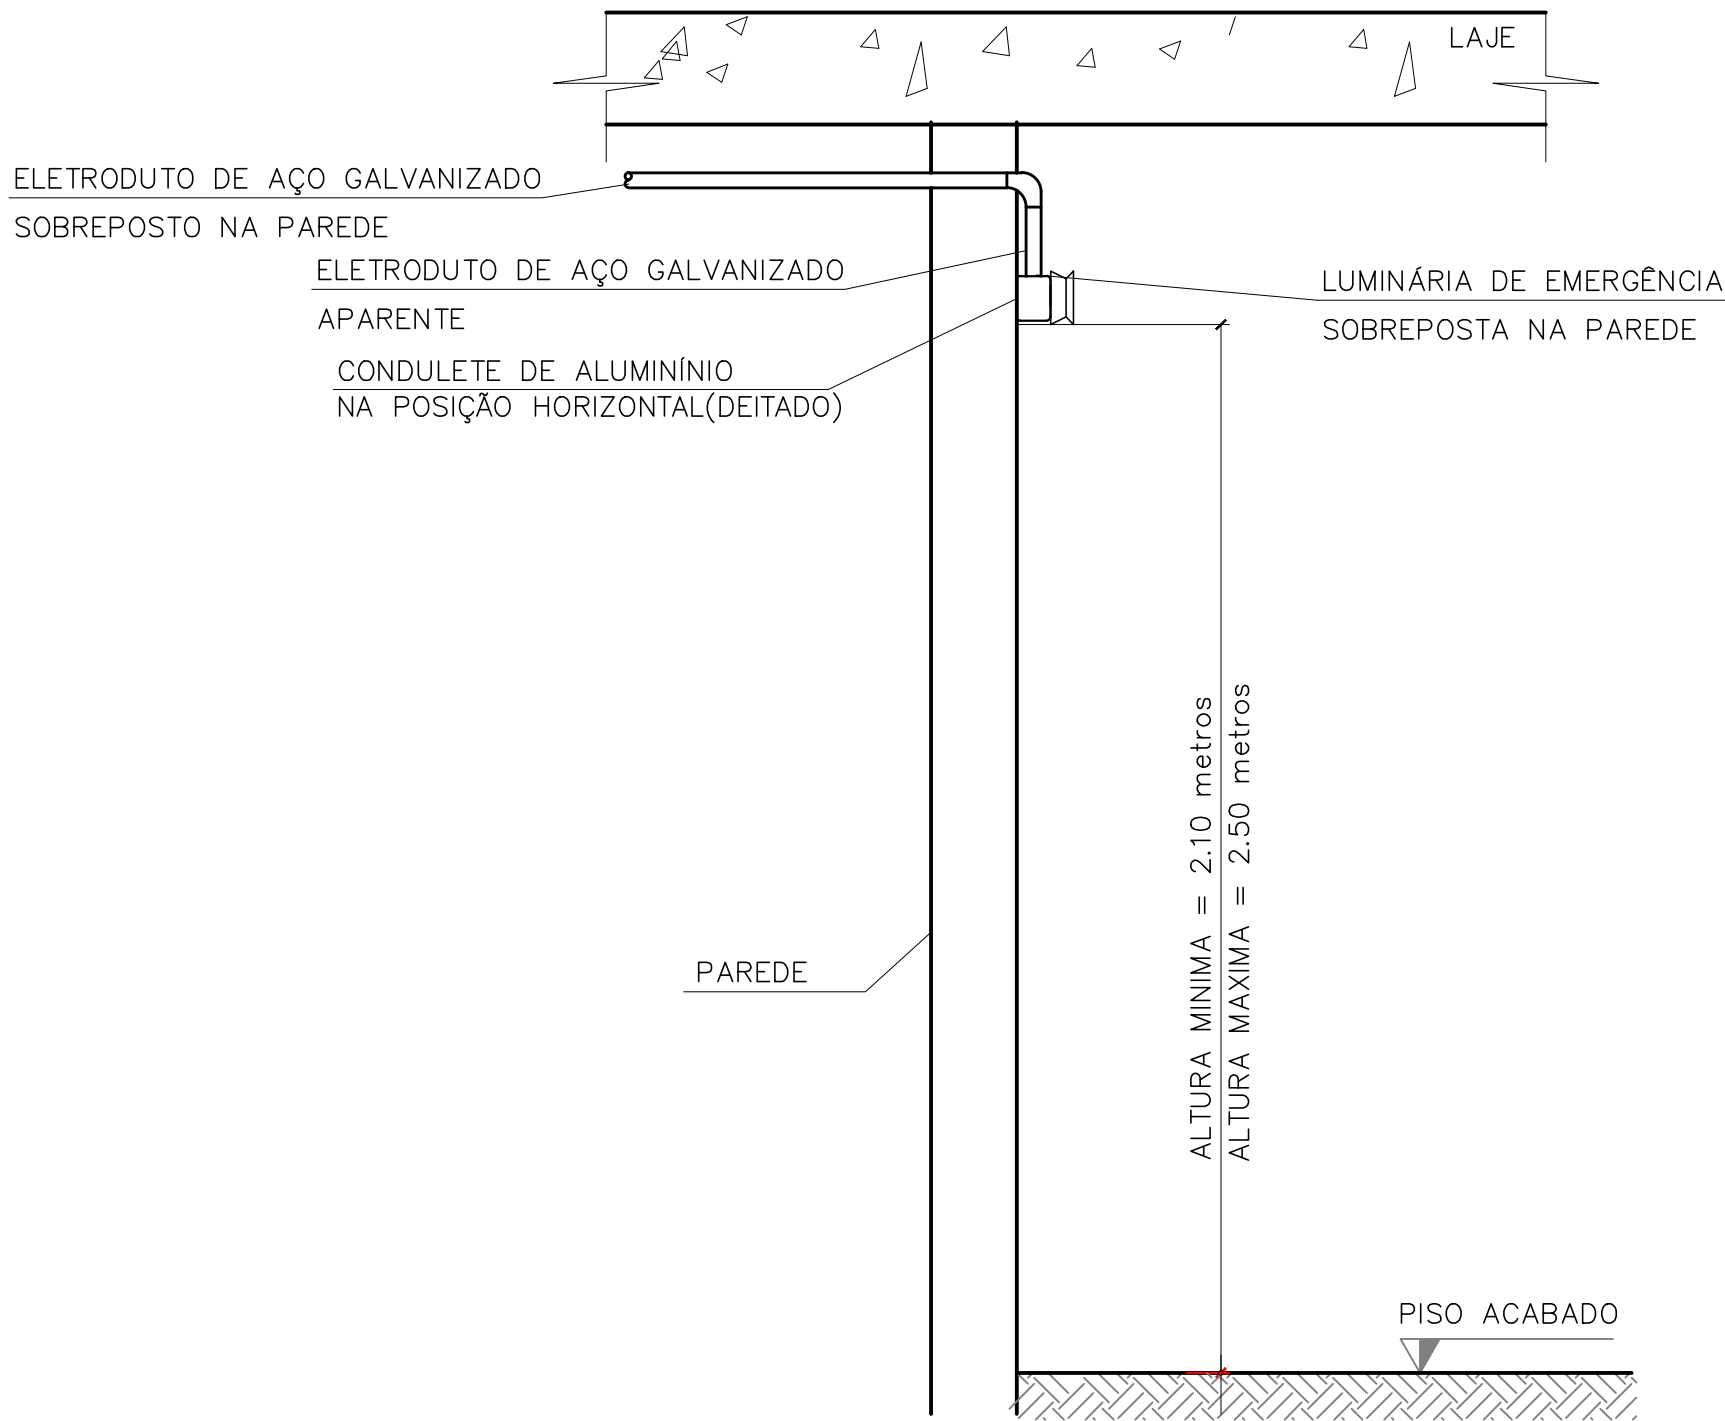 LAJE
ELETRODUTO DE AÇO GALVANIZADO
SOBREPOSTO NA PAREDE
ELETRODUTO DE AÇO GALVANIZADO
APARENTE
LUMINÁRIA DE EMERGÊNCIA
SOBREPOSTA NA PAREDE
CONDULETE DE ALUMINÍNIO
NA POSIÇÃO HORIZONTAL(DEITADO)
ALTURA MINIMA = 2.10 metros
ALTURA MAXIMA = 2.50 metros
PAREDE
PISO ACABADO